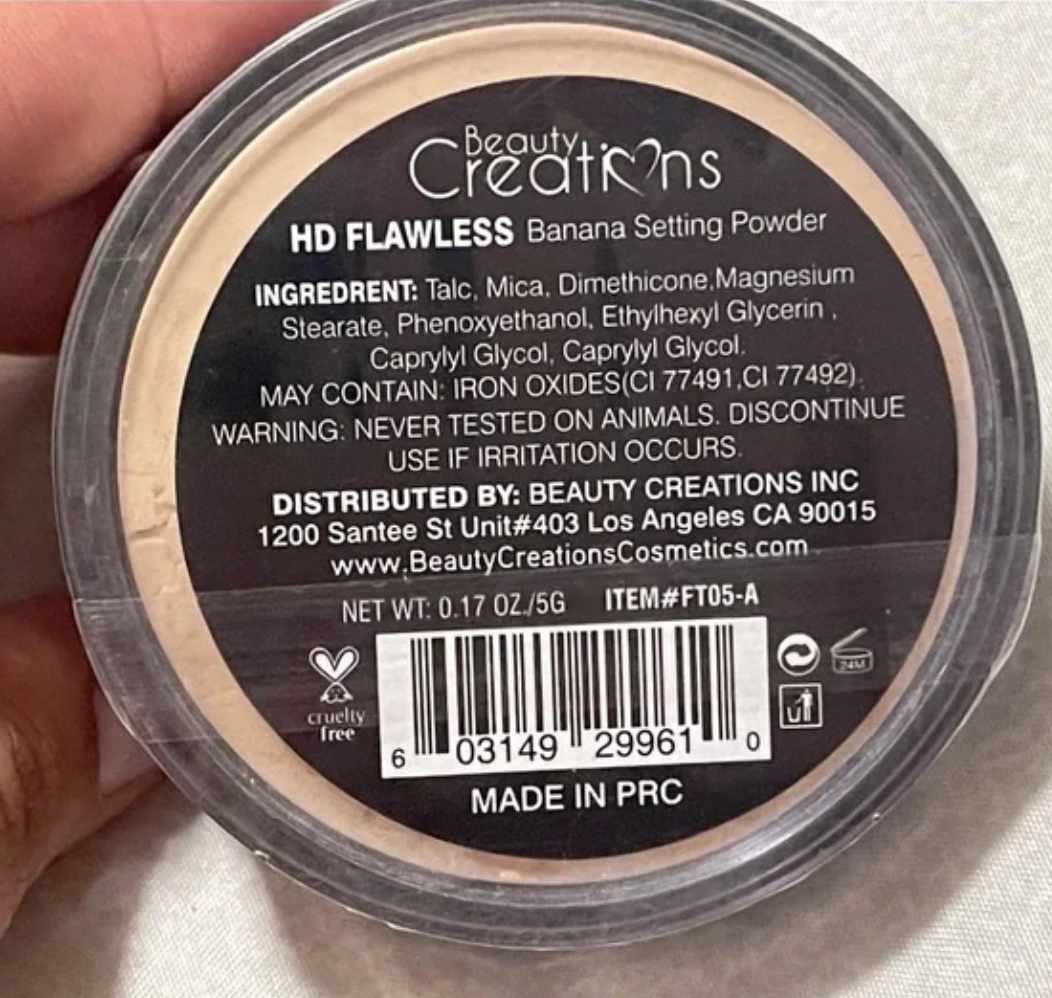 Beauty
Creations
HD FLAWLESS Banana Setting Powder
INGREDRENT: Talc, Mica, Dimethicone,Magnesium
Stearate, Phenoxyethanol, Ethylhexyl Glycerin ,
Caprylyl Glycol, Caprylyl Glycol.
MAY CONTAIN: IRON OXIDES(CI 77491,CI 77492).
WARNING: NEVER TESTED ON ANIMALS. DISCONTINUE
USE IF IRRITATION OCCURS.
DISTRIBUTED BY: BEAUTY CREATIONS INC
1200 Santee St Unit#403 Los Angeles CA 90015
www.BeautyCreationsCosmetics.com
NET WT: 0.17 OZ./5G ITEM#FT05-A
cruelty
free
24M
6 03149 29961 0
MADE IN PRC